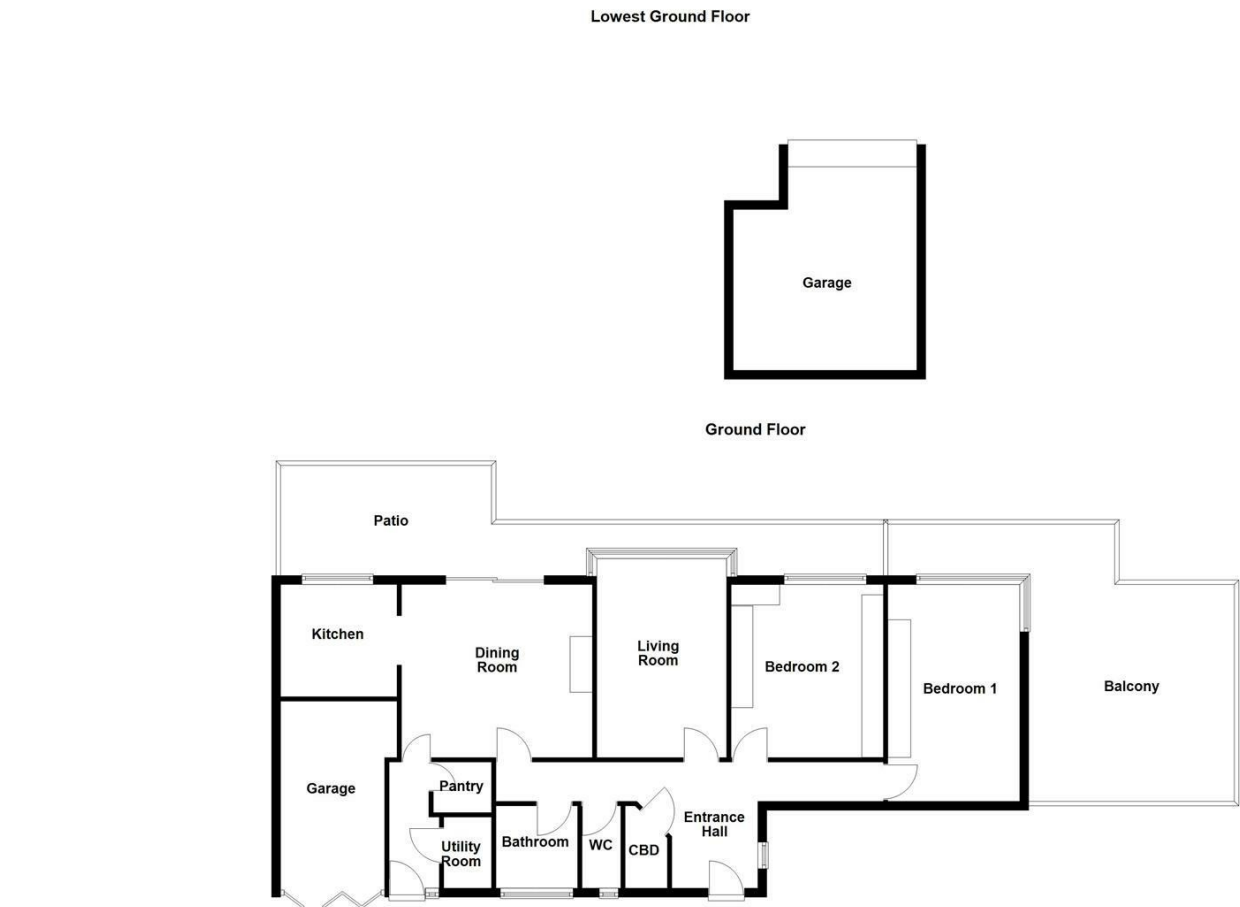 Lowest Ground Floor
Garage
Ground Floor
Patio
Kitchen
Dining
Room
Living
Room
Bedroom 2
Bedroom 1
Balcony
Garage
Pantry
Utility
Room
Bathroom
WC
CBD
Entrance
Hall